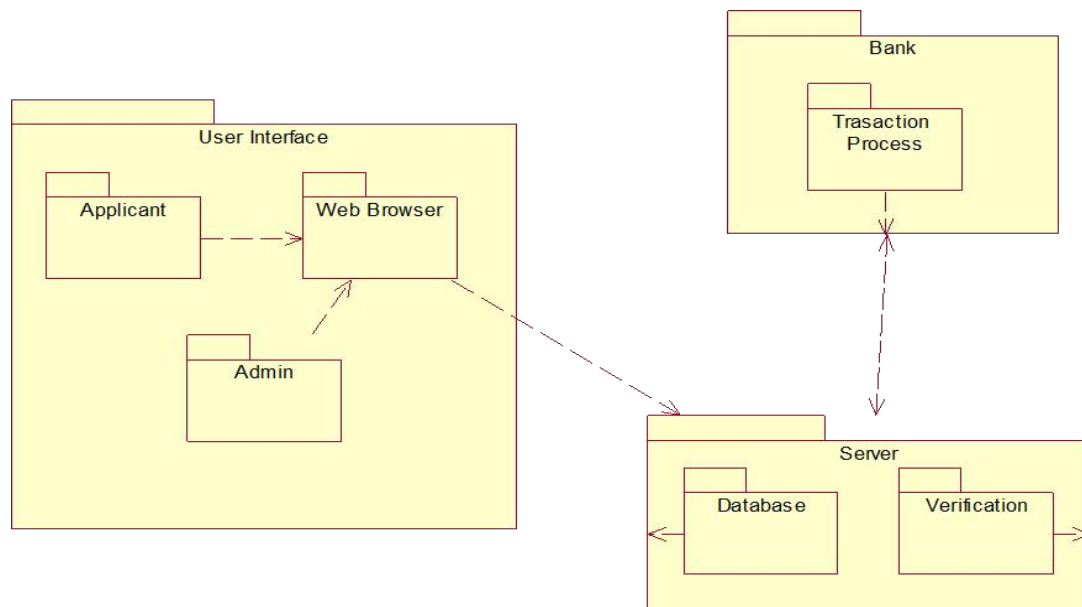 User Interface
Applicant
Web Browser
Admin
Bank
Trasaction
Process
Server
Database
Verification